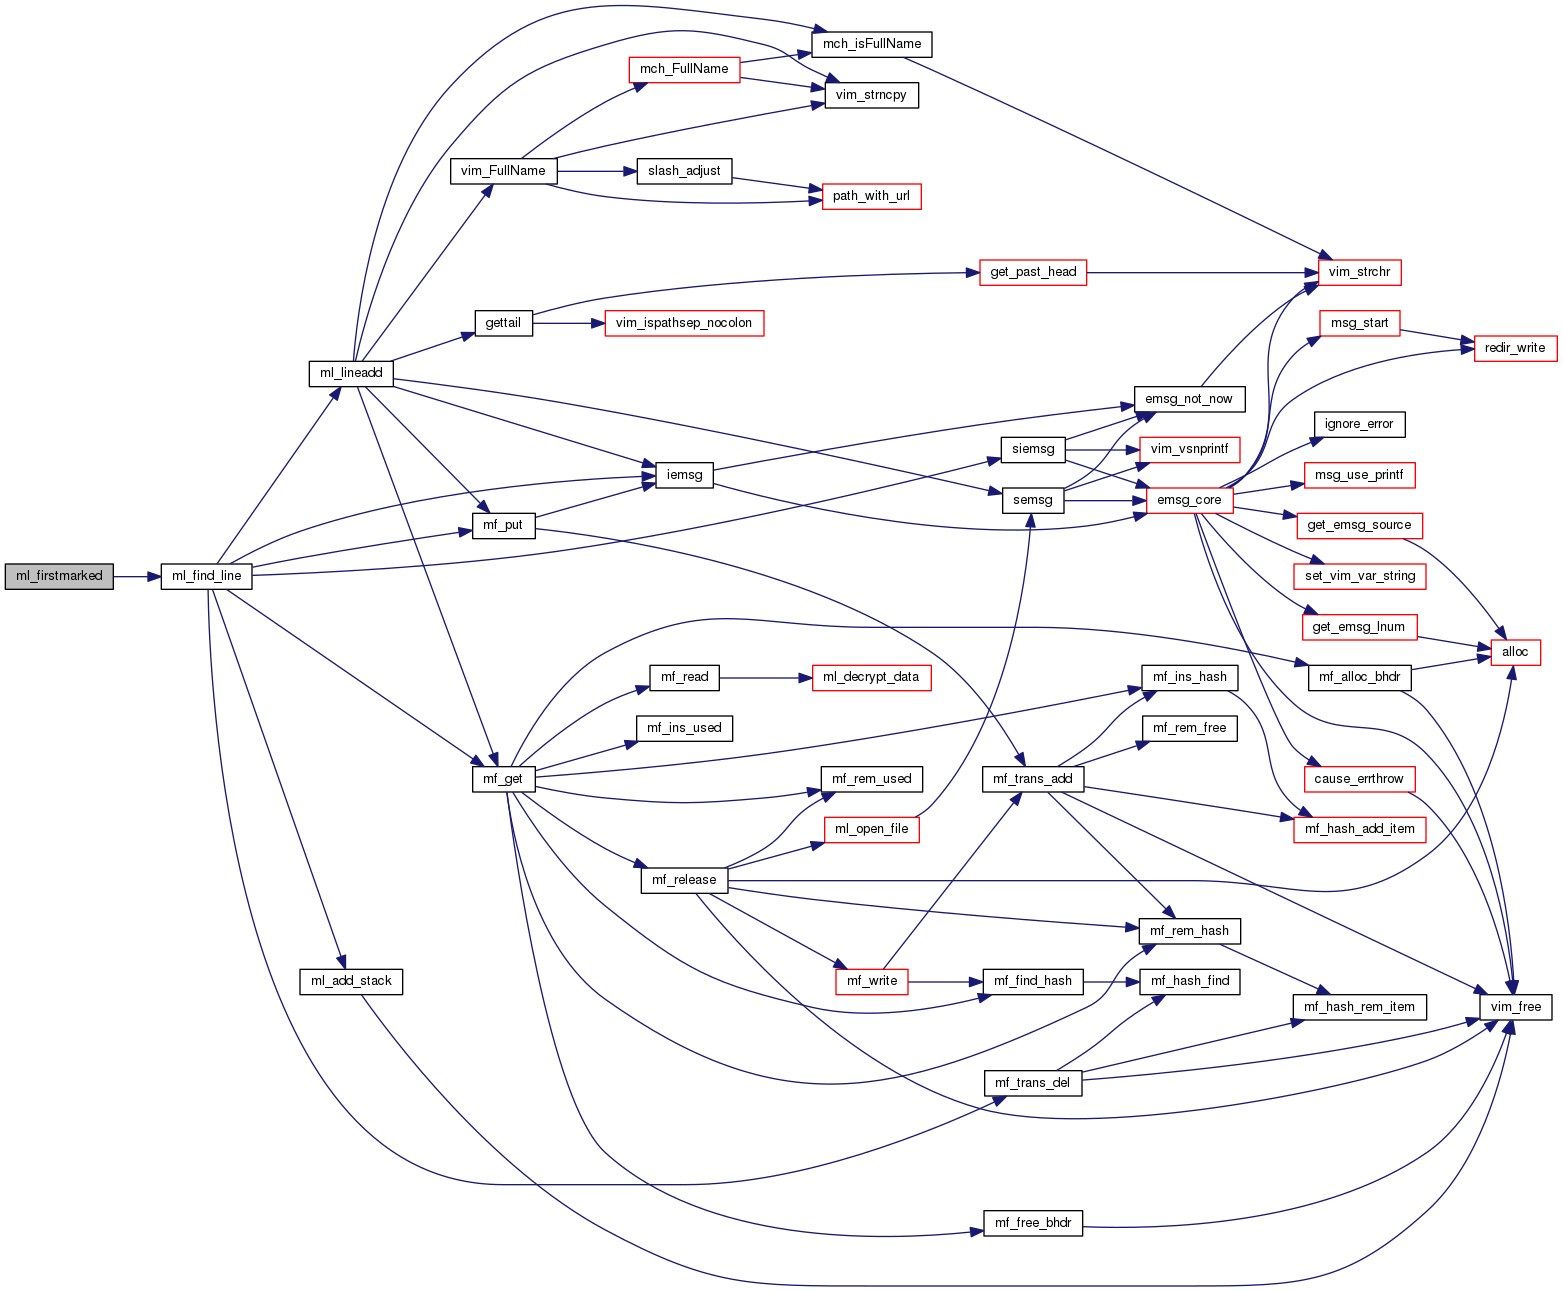 mch_isFullName
mch_FullName
vim_strncpy
vim_FullName
slash_adjust
path_with_url
get_past_head
vim_strchr
gettail
vim_ispathsep_nocolon
msg_start
redir_write
ml_lineadd
emsg_not_now
ignore_error
siemsg
vim_vsnprintf
iemsg
msg_use_printf
semsg
emsg_core
mf_put
get_emsg_source
ml_firstmarked
ml_find_line
set_vim_var_string
get_emsg_lnum
alloc
mf_read
ml_decrypt_data
mf_ins_hash
mf_alloc_bhdr
mf_ins_used
mf_rem_free
mf_get
mf_rem_used
mf_trans_add
cause_errthrow
ml_open_file
mf_hash_add_item
mf_release
mf_rem_hash
ml_add_stack
mf_write
mf_find_hash
mf_hash_find
mf_hash_rem_item
vim_free
mf_trans_del
mf_free_bhdr